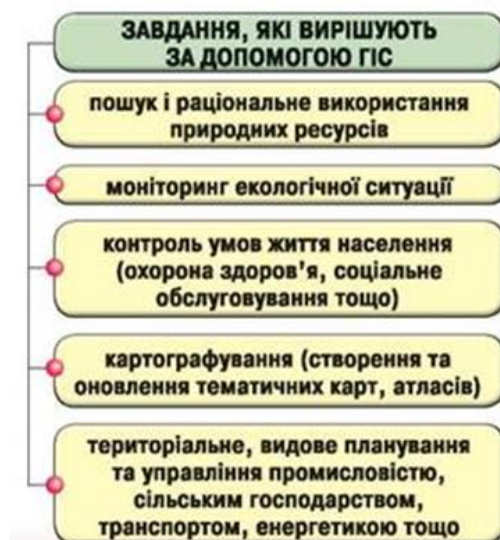 ЗАВДАННЯ, ЯКІ ВИРІШУЮТЬ
ЗА ДОПОМОГОЮ ГІС
пошук і раціональне використання
природних ресурсів
моніторинг екологічної ситуації
контроль умов життя населення
(охорона здоров'я, соціальне
обслуговування тощо)
картографування (створення та
оновлення тематичних карт, атласів)
територіальне, видове планування
та управління промисловістю,
сільським господарством,
транспортом, енергетикою тощо